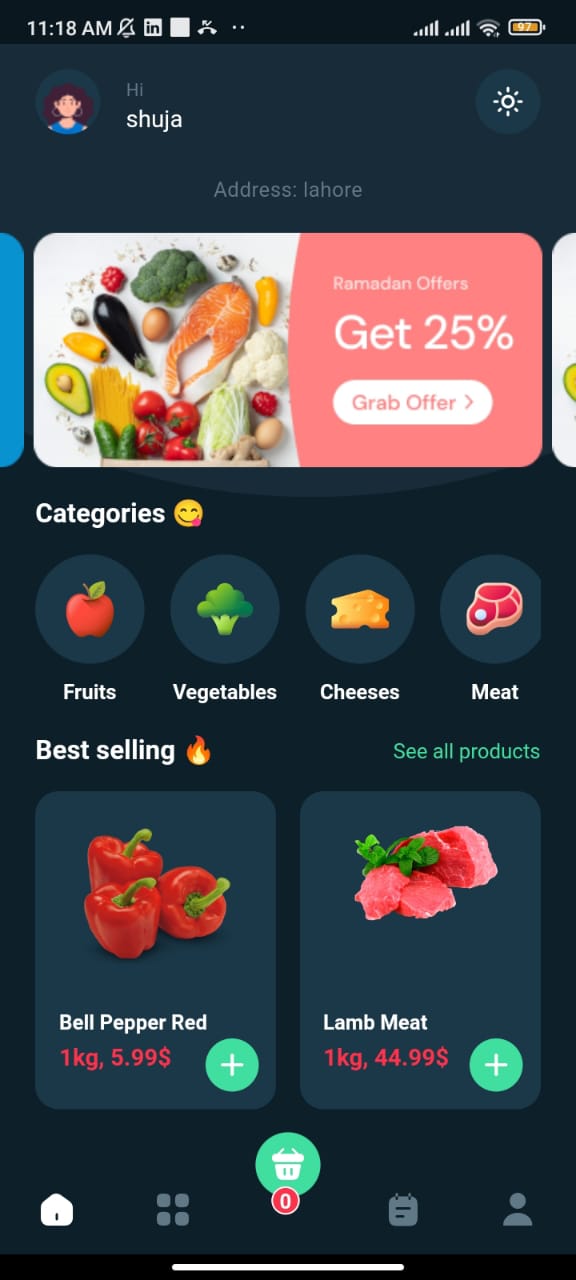 11:18 AM
97
Hi
shuja
Address: lahore
Ramadan Offers
Get 25%
Grab Offer >
Categories 😋
Fruits Vegetables Cheeses Meat
Best selling 🔥 See all products
Bell Pepper Red Lamb Meat
1kg, 5.99$ 1kg, 44.99$
0